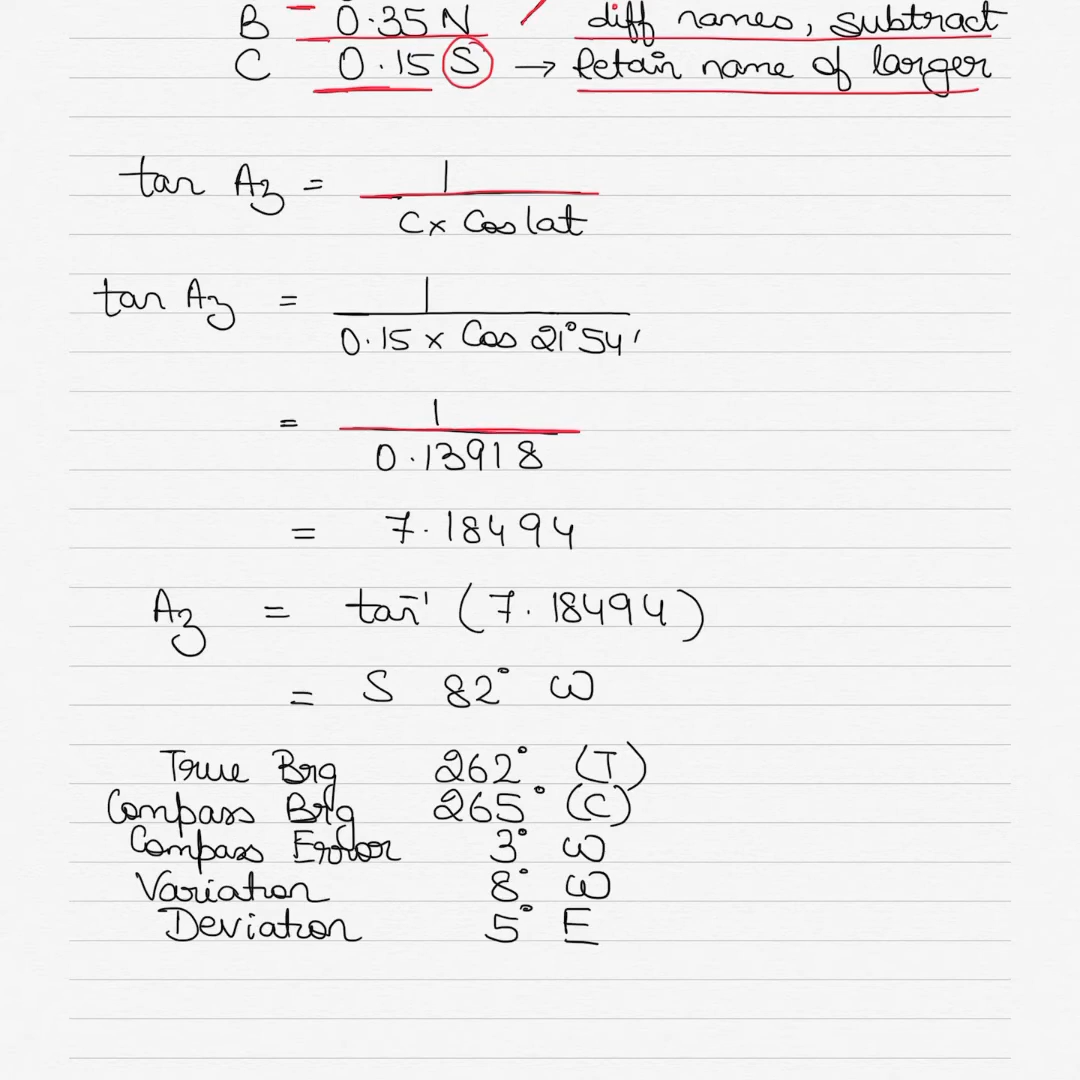 B 0.35 N diff names, subtract
C 0.15 S → Retain name of larger
tan Az = 1 / C x Cos lat
tan Az = 1 / 0.15 x Cos 21°54'
= 1 / 0.13918
= 7.18494
Az = tan⁻¹ (7.18494)
= S 82° W
True Brg 262° (T)
Compass Brg 265° (C)
Compass Error 3° W
Variation 8° W
Deviation 5° E